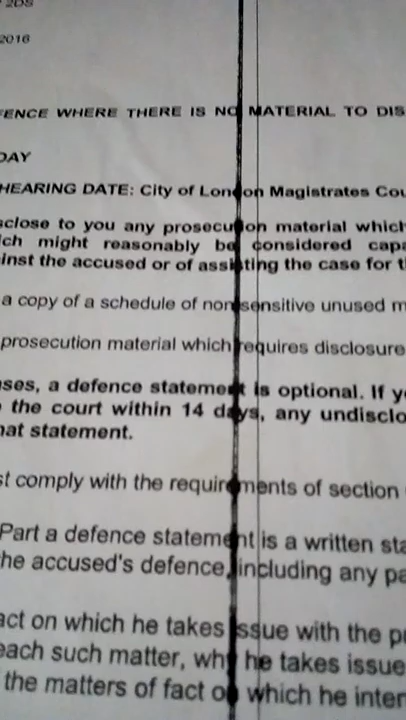 2DS
2016
ENCE WHERE THERE IS NO MATERIAL TO DIS
DAY
HEARING DATE: City of London Magistrates Cou
sclose to you any prosecution material which
ich might reasonably be considered capa
inst the accused or of assisting the case for t
a copy of a schedule of non sensitive unused m
prosecution material which requires disclosure
ases, a defence statement is optional. If y
the court within 14 days, any undisclo
hat statement.
st comply with the requirements of section
Part a defence statement is a written sta
he accused's defence, including any pa
act on which he takes issue with the p
each such matter, why he takes issue
the matters of fact on which he inten